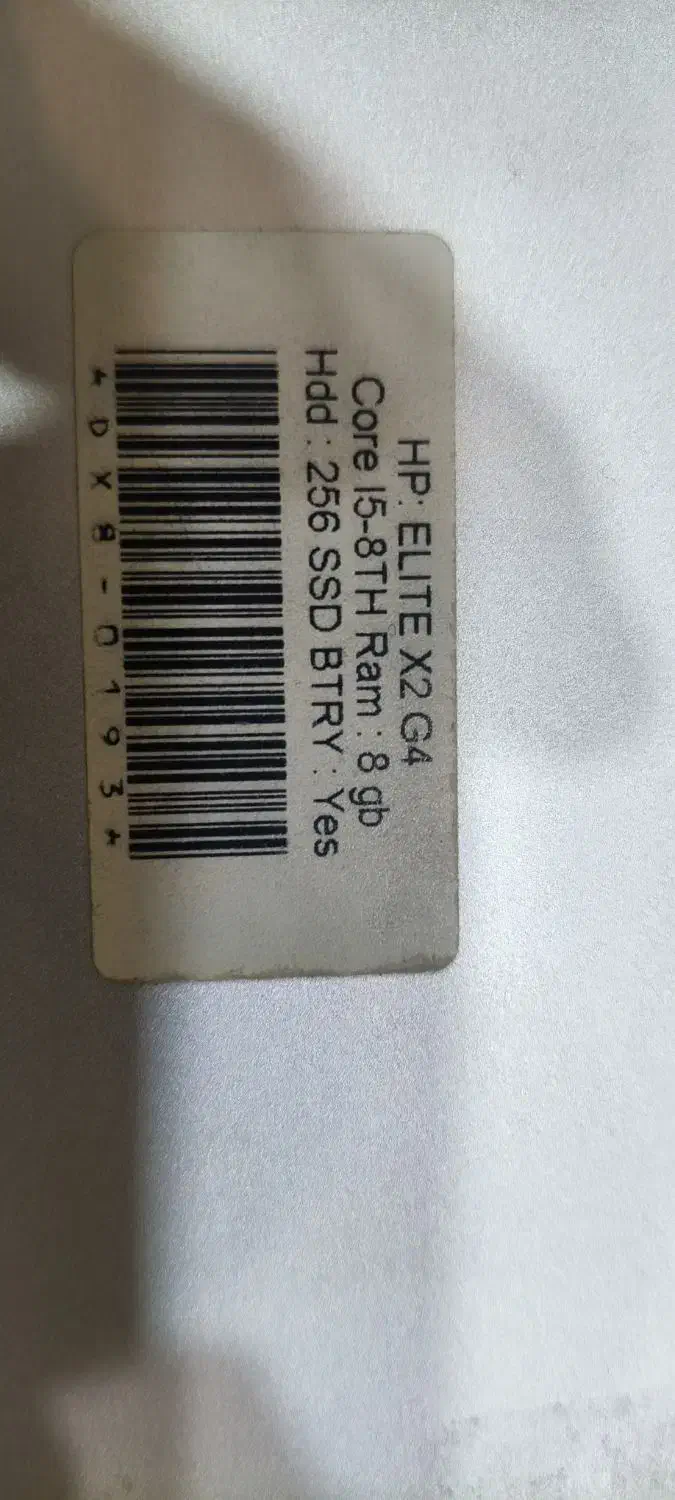 HP: ELITE X2 G4
Core I5-8TH Ram : 8 gb
Hdd : 256 SSD BTRY : Yes
*DX8-0193*